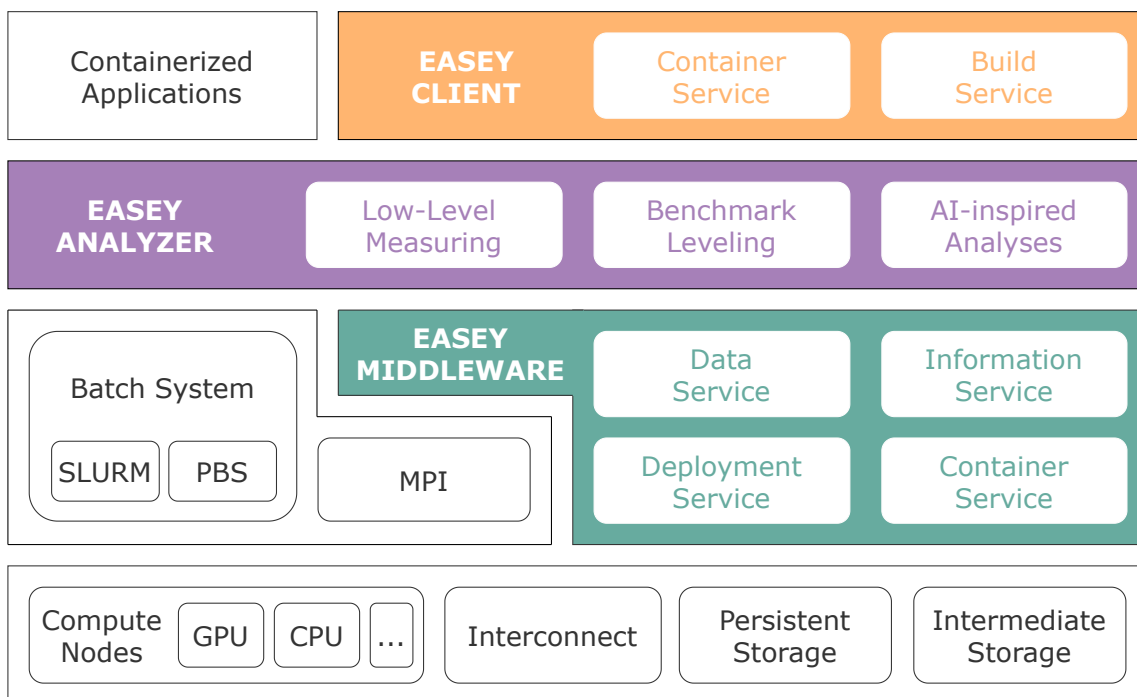 Containerized
Applications
EASEY
CLIENT
Container
Service
Build
Service
EASEY
ANALYZER
Low-Level
Measuring
Benchmark
Leveling
AI-inspired
Analyses
Batch System
SLURM
PBS
MPI
EASEY
MIDDLEWARE
Data
Service
Information
Service
Deployment
Service
Container
Service
Compute
Nodes
GPU
CPU
...
Interconnect
Persistent
Storage
Intermediate
Storage